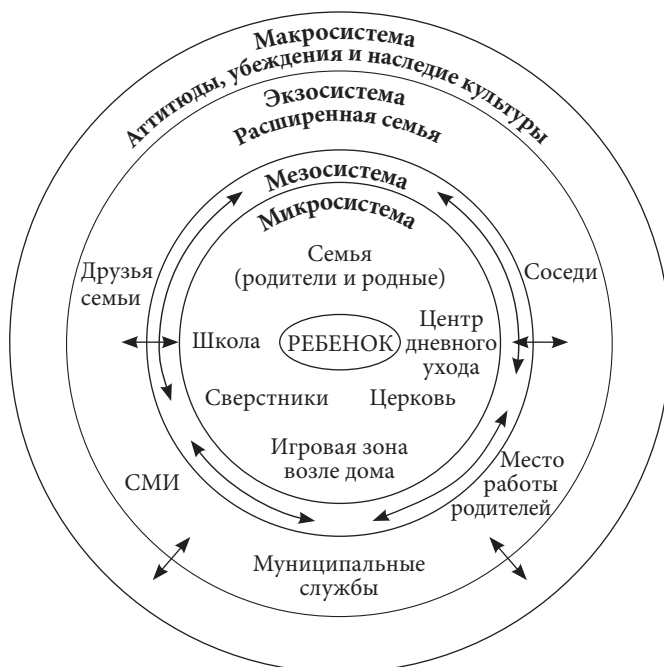 Макросистема
Аттитюды, убеждения и наследие культуры
Экзосистема
Расширенная семья
Мезосистема
Микросистема
Семья
(родители и родные)
Друзья
семьи
Соседи
Школа
РЕБЕНОК
Центр
дневного
ухода
Сверстники
Церковь
Игровая зона
возле дома
СМИ
Место
работы
родителей
Муниципальные
службы